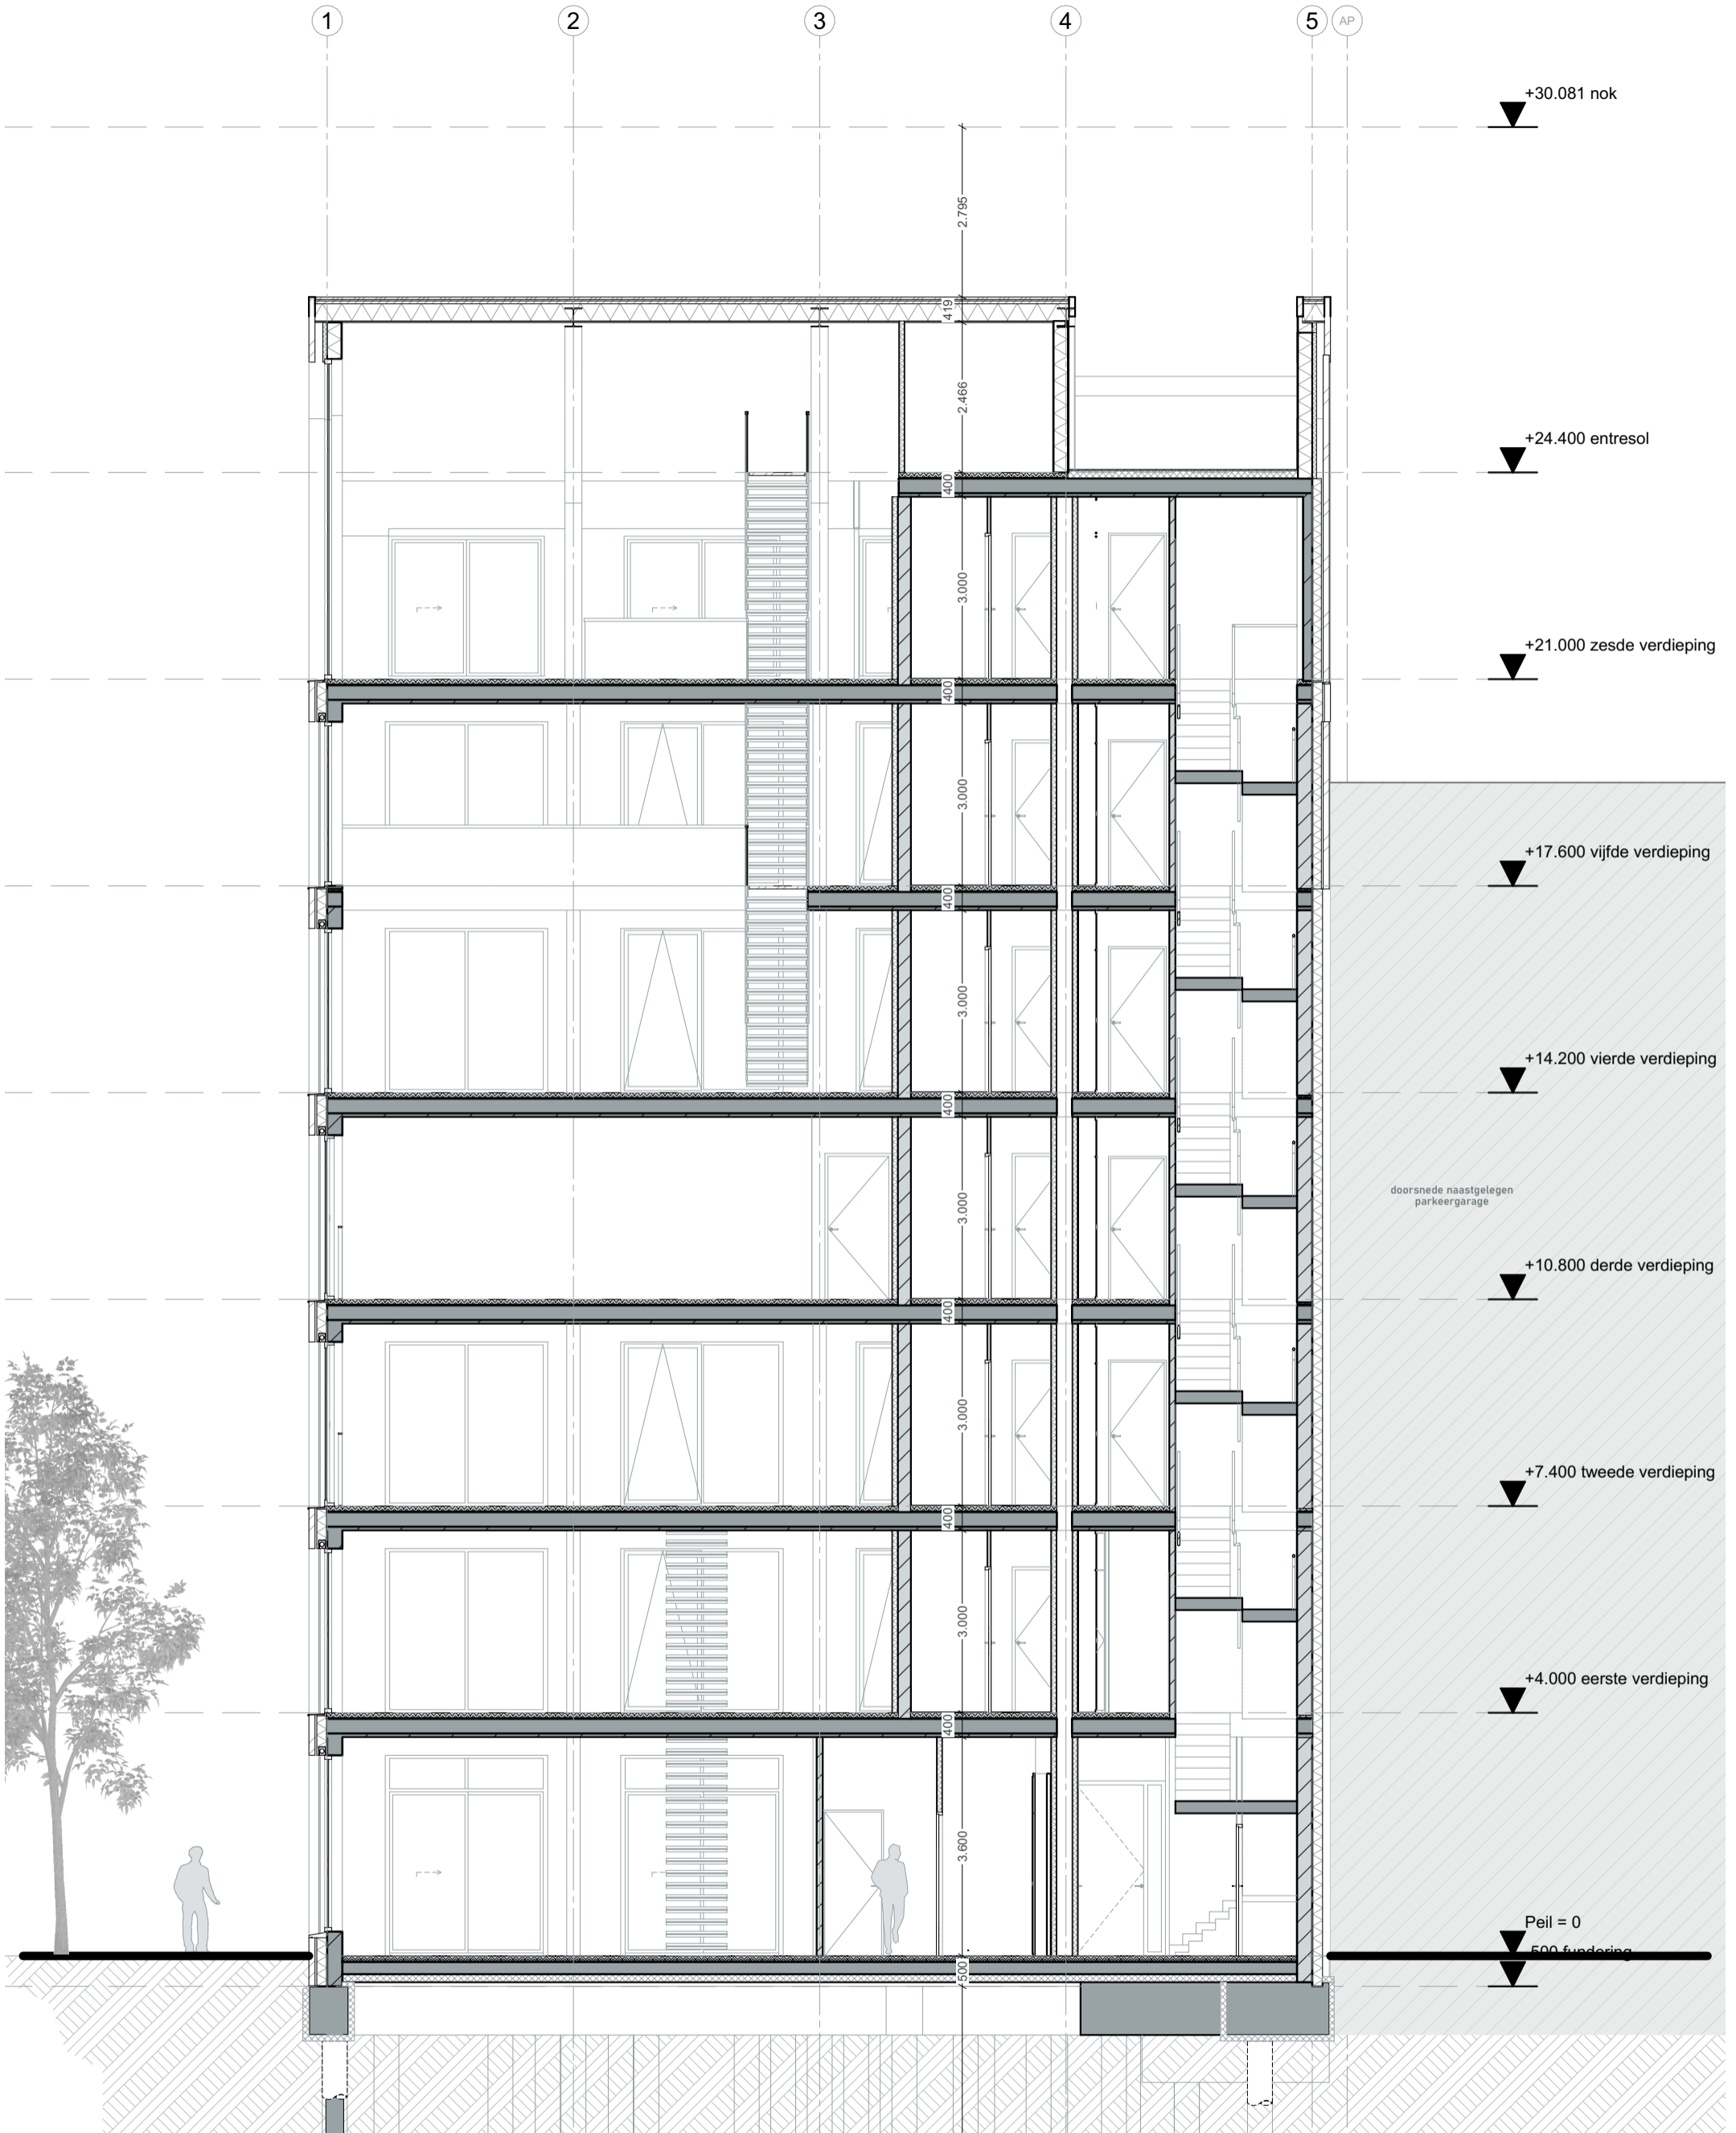 1 2 3 4 5 AP
+30.081 nok
2.795
419
2.466
+24.400 entresol
400
3.000
+21.000 zesde verdieping
400
3.000
+17.600 vijfde verdieping
400
3.000
+14.200 vierde verdieping
400
3.000
doorsnede naastgelegen
parkeergarage
+10.800 derde verdieping
400
3.000
+7.400 tweede verdieping
400
3.000
+4.000 eerste verdieping
400
3.600
Peil = 0
-500 fundering
500